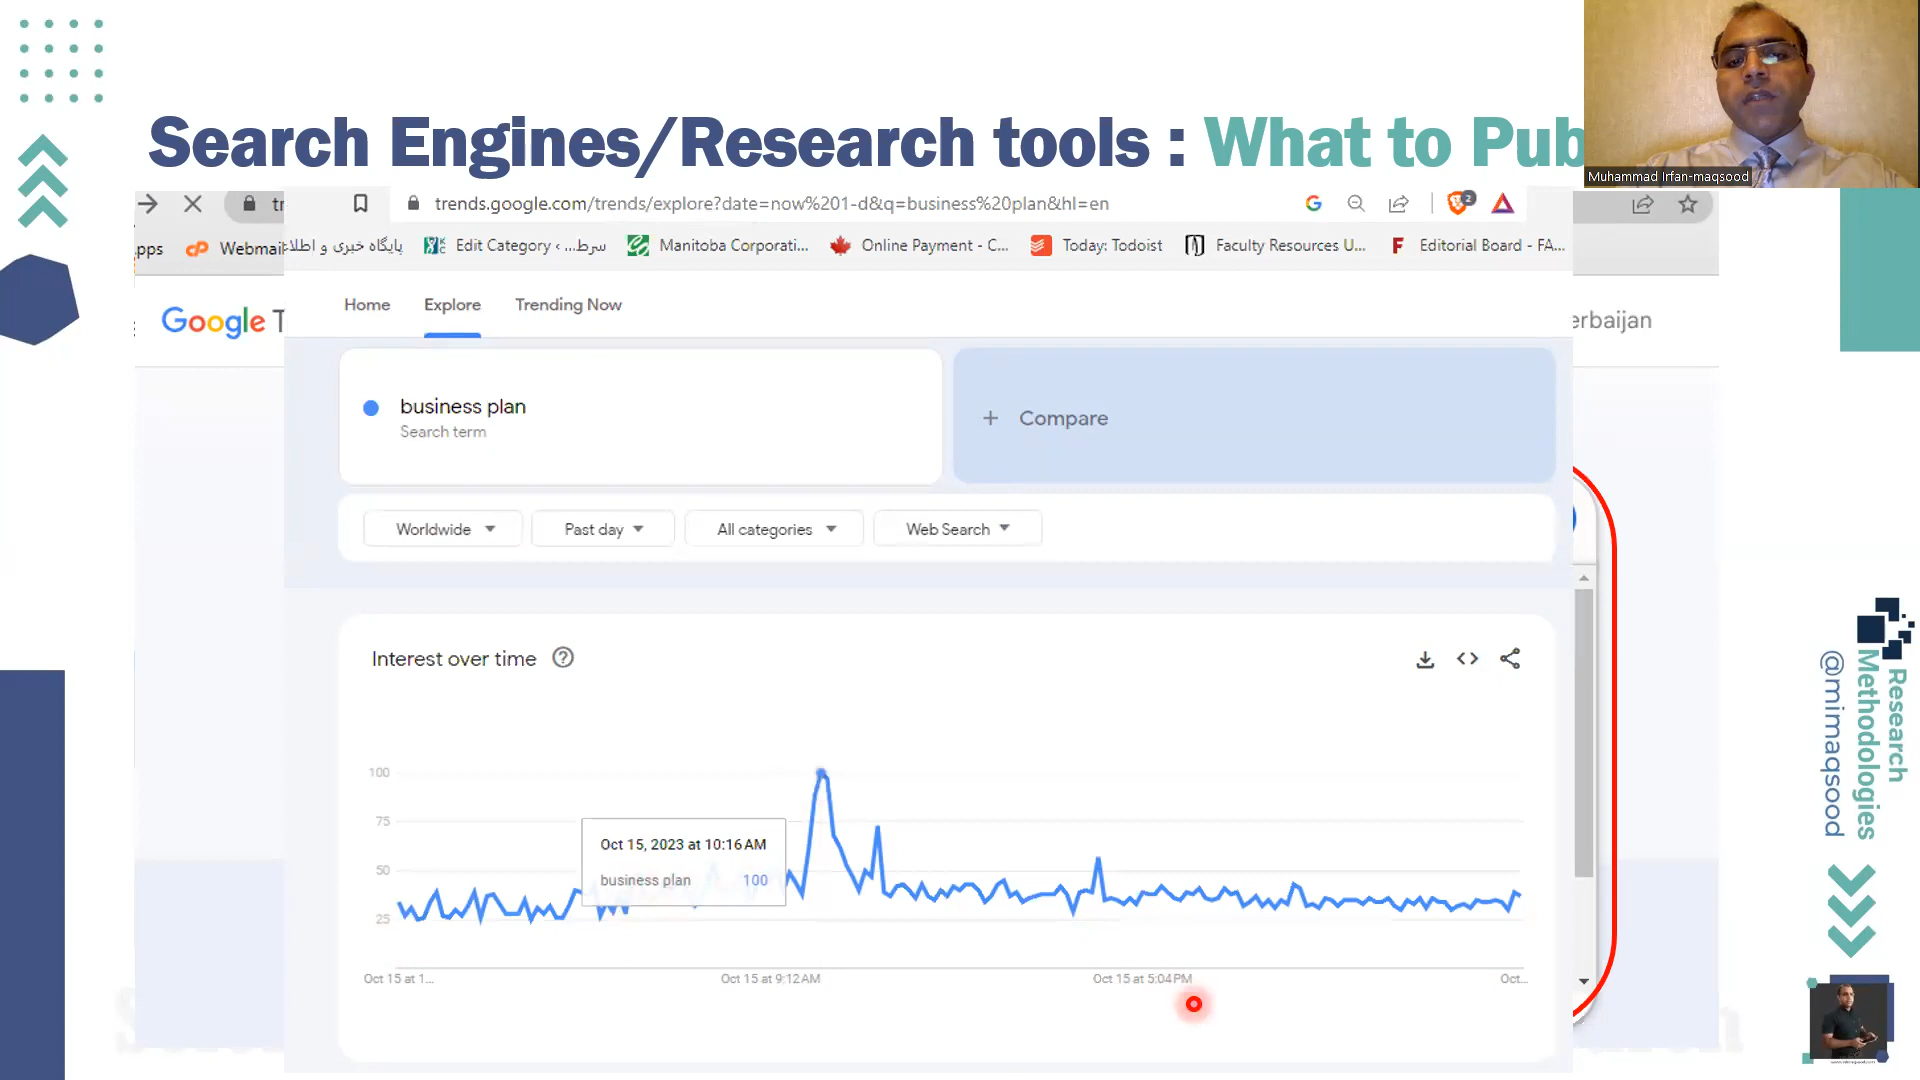 Search Engines/Research tools : What to Pub
Muhammad Irfan-maqsood
trends.google.com/trends/explore?date=now%201-d&q=business%20plan&hl=en
2
Webmail
پایگاه خبری و اطلاع
Edit Category ‹ ...سرط
Manitoba Corporati...
Online Payment - C...
Today: Todoist
Faculty Resources U...
Editorial Board - FA...
Google T
Home
Explore
Trending Now
erbaijan
business plan
Search term
+ Compare
Worldwide
Past day
All categories
Web Search
Interest over time
100
75
50
25
Oct 15, 2023 at 10:16 AM
business plan 100
Oct 15 at 1...
Oct 15 at 9:12 AM
Oct 15 at 5:04 PM
Oct...
Research
Methodologies
@mimaqsood